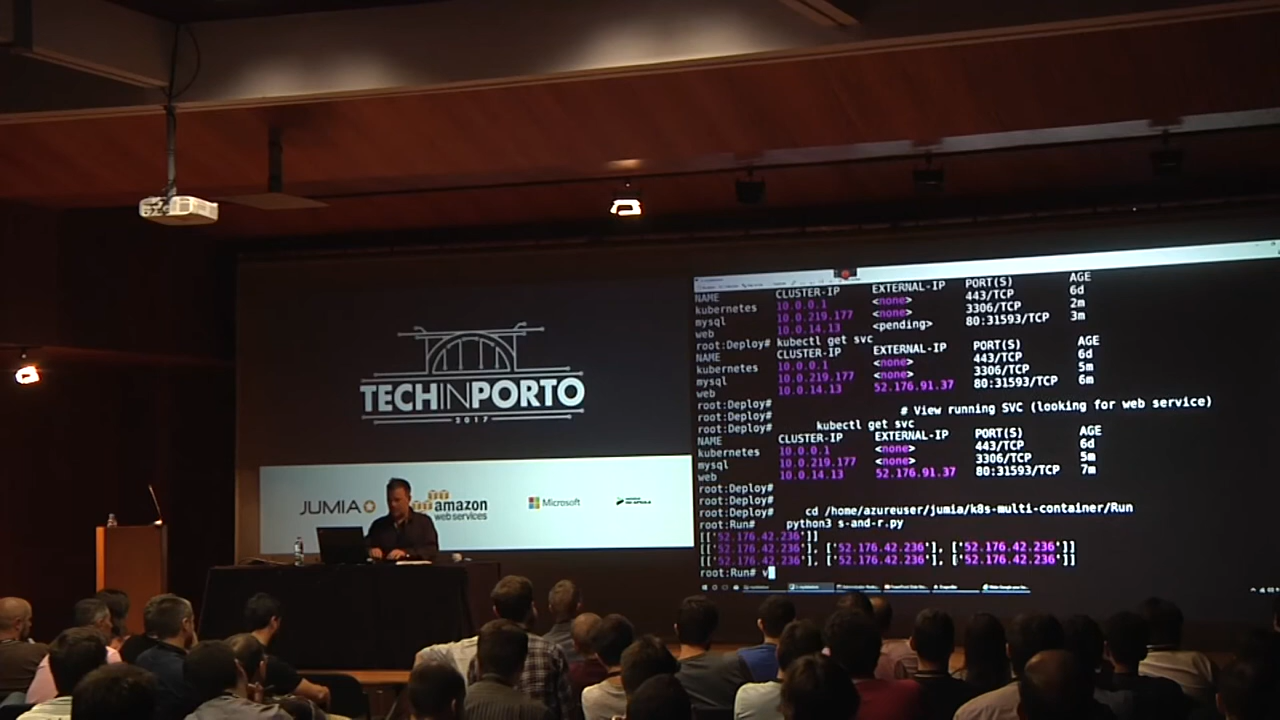 TECHINPORTO
2017
JUMIA
amazon
web services
Microsoft
NAME CLUSTER-IP EXTERNAL-IP PORT(S) AGE
kubernetes 10.0.0.1 <none> 443/TCP 6d
mysql 10.0.219.177 <none> 3306/TCP 2m
web 10.0.14.13 <pending> 80:31593/TCP 3m
root:Deploy# kubectl get svc
NAME CLUSTER-IP EXTERNAL-IP PORT(S) AGE
kubernetes 10.0.0.1 <none> 443/TCP 6d
mysql 10.0.219.177 <none> 3306/TCP 5m
web 10.0.14.13 52.176.91.37 80:31593/TCP 6m
root:Deploy#
root:Deploy# # View running SVC (looking for web service)
root:Deploy# kubectl get svc
NAME CLUSTER-IP EXTERNAL-IP PORT(S) AGE
kubernetes 10.0.0.1 <none> 443/TCP 6d
mysql 10.0.219.177 <none> 3306/TCP 5m
web 10.0.14.13 52.176.91.37 80:31593/TCP 7m
root:Deploy#
root:Deploy#
root:Deploy# cd /home/azureuser/jumia/k8s-multi-container/Run
root:Run# python3 s-and-r.py
[['52.176.42.236']]
[['52.176.42.236'], ['52.176.42.236'], ['52.176.42.236']]
[['52.176.42.236'], ['52.176.42.236'], ['52.176.42.236']]
root:Run# v